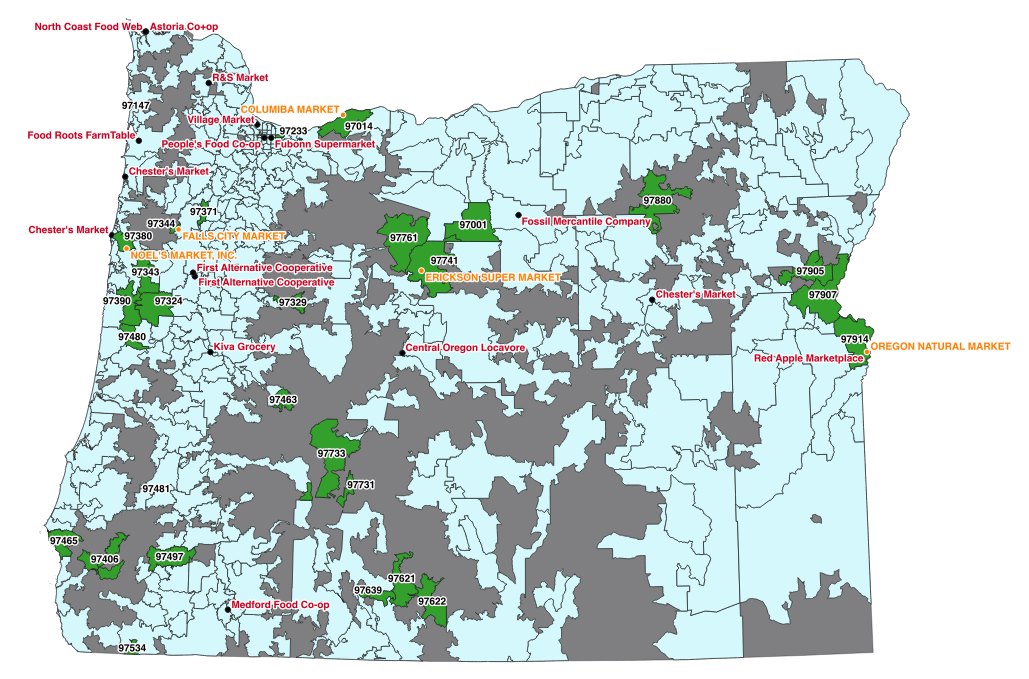 North Coast Food Web
Astoria Co+op
R&S Market
97147
COLUMIBA MARKET
Village Market
97233
97014
Food Roots FarmTable
People's Food Co-op
Fubonn Supermarket
Chester's Market
97880
97371
97344
97001
Fossil Mercantile Company
Chester's Market
97380
FALLS CITY MARKET
97761
NOEL'S MARKET, INC.
97741
97343
First Alternative Cooperative
ERICKSON SUPER MARKET
97905
First Alternative Cooperative
97390
97324
97329
Chester's Market
97907
97480
97914
Kiva Grocery
Central Oregon Locavore
OREGON NATURAL MARKET
Red Apple Marketplace
97463
97733
97731
97481
97465
97406
97497
97621
97639
97622
Medford Food Co-op
97534